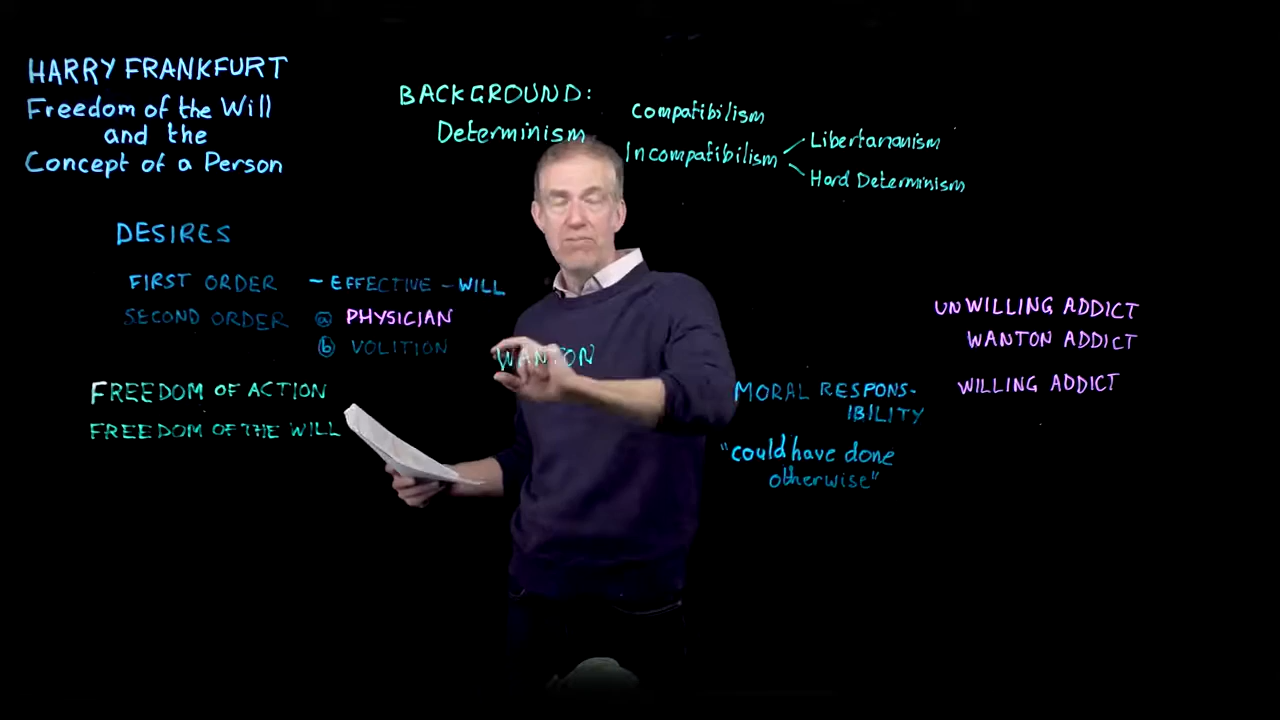 HARRY FRANKFURT
Freedom of the Will
and the
Concept of a Person
BACKGROUND:
Determinism
Compatibilism
Incompatibilism
Libertarianism
Hard Determinism
DESIRES
FIRST ORDER - EFFECTIVE - WILL
SECOND ORDER ⓐ PHYSICIAN
ⓑ VOLITION
WANTON
FREEDOM OF ACTION
FREEDOM OF THE WILL
MORAL RESPONS-
IBILITY
"could have done
otherwise"
UNWILLING ADDICT
WANTON ADDICT
WILLING ADDICT